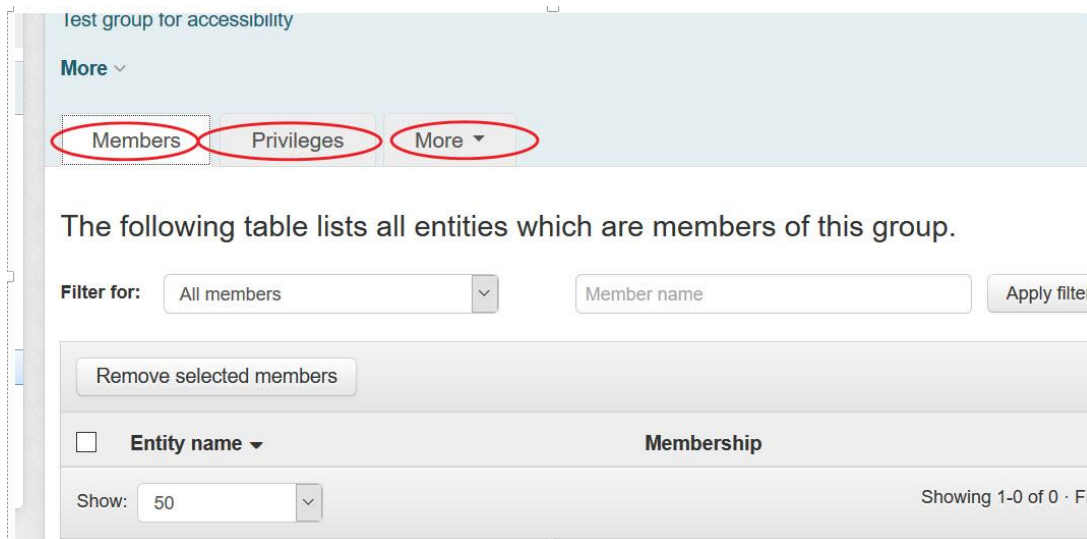 Test group for accessibility
More
Members Privileges More
The following table lists all entities which are members of this group.
Filter for: All members Member name Apply filter
Remove selected members
Entity name Membership
Show: 50 Showing 1-0 of 0 ·